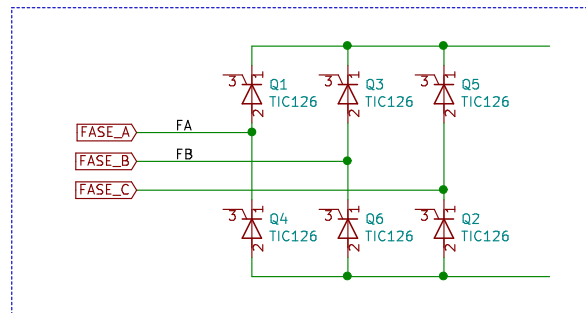 3 1 Q1 3 1 Q3 3 1 Q5
TIC126 TIC126 TIC126
2 2 2
FASE_A FA
FASE_B FB
FASE_C
3 1 Q4 3 1 Q6 3 1 Q2
TIC126 TIC126 TIC126
2 2 2